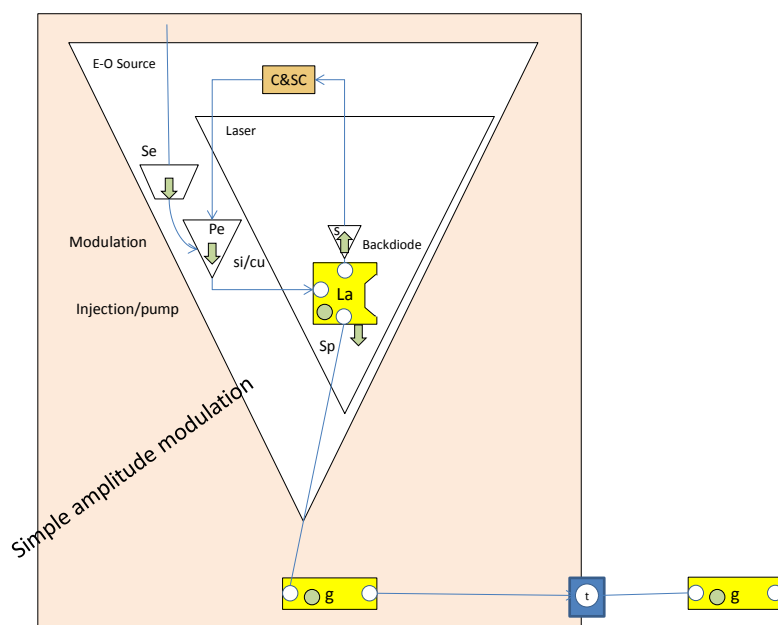 E-O Source
C&SC
Laser
Se
Pe
s
Backdiode
Modulation
si/cu
La
Injection/pump
Sp
Simple amplitude modulation
g
t
g